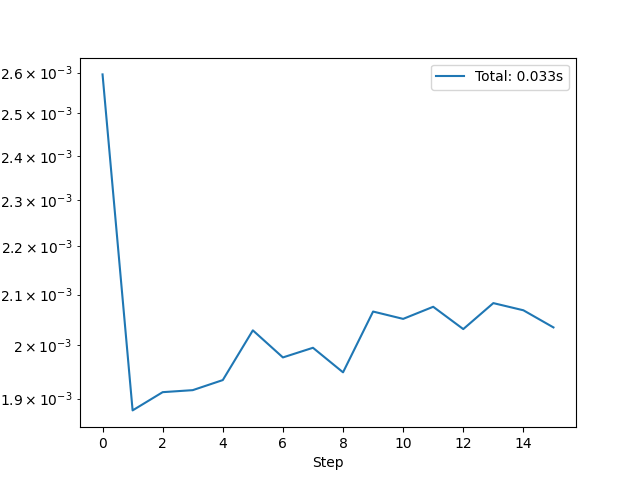 Total: 0.033s
2.6 × 10⁻³
2.5 × 10⁻³
2.4 × 10⁻³
2.3 × 10⁻³
2.2 × 10⁻³
2.1 × 10⁻³
2 × 10⁻³
1.9 × 10⁻³
0 2 4 6 8 10 12 14
Step